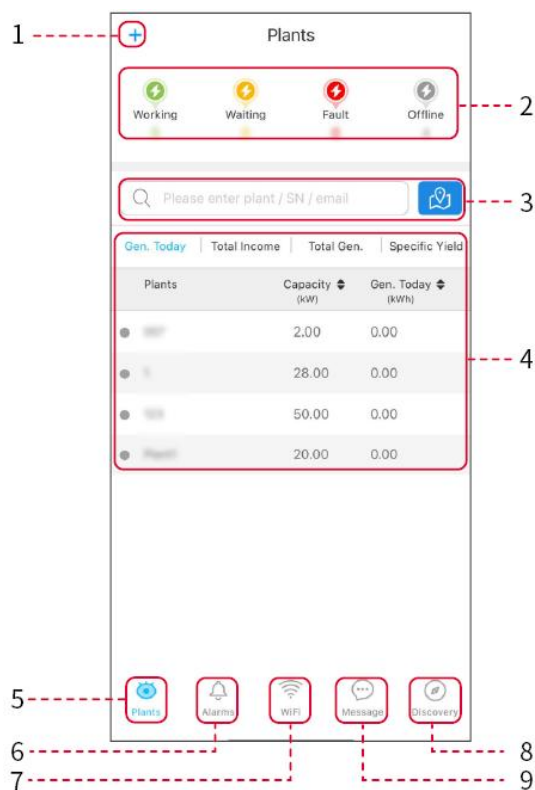 1
Plants
Working Waiting Fault Offline
2
Please enter plant / SN / email
3
Gen. Today Total Income Total Gen. Specific Yield
Plants Capacity Gen. Today
(kW) (kWh)
2.00 0.00
28.00 0.00
4
50.00 0.00
20.00 0.00
5
Plants Alarms WiFi Message Discovery
6 8
7 9